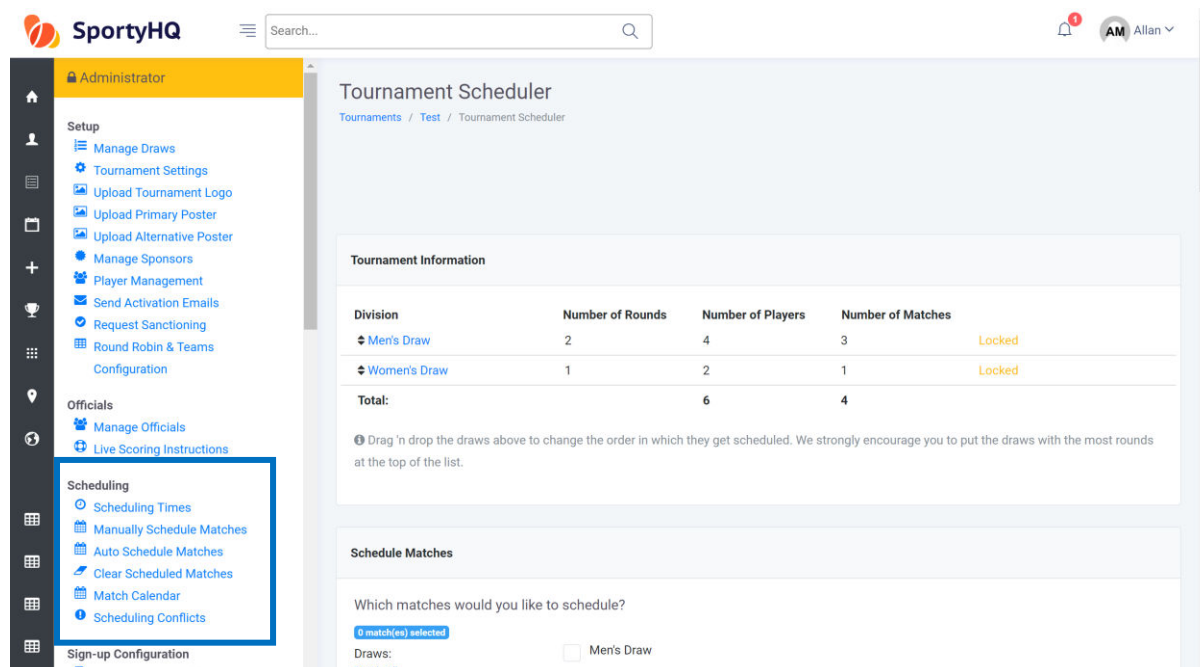 SportyHQ
Search...
1
AM Allan
Administrator
Setup
Manage Draws
Tournament Settings
Upload Tournament Logo
Upload Primary Poster
Upload Alternative Poster
Manage Sponsors
Player Management
Send Activation Emails
Request Sanctioning
Round Robin & Teams
Configuration
Officials
Manage Officials
Live Scoring Instructions
Scheduling
Scheduling Times
Manually Schedule Matches
Auto Schedule Matches
Clear Scheduled Matches
Match Calendar
Scheduling Conflicts
Sign-up Configuration
Tournament Scheduler
Tournaments / Test / Tournament Scheduler
Tournament Information
Division Number of Rounds Number of Players Number of Matches
Men's Draw 2 4 3 Locked
Women's Draw 1 2 1 Locked
Total: 6 4
Drag 'n drop the draws above to change the order in which they get scheduled. We strongly encourage you to put the draws with the most rounds
at the top of the list.
Schedule Matches
Which matches would you like to schedule?
0 match(es) selected
Draws: Men's Draw